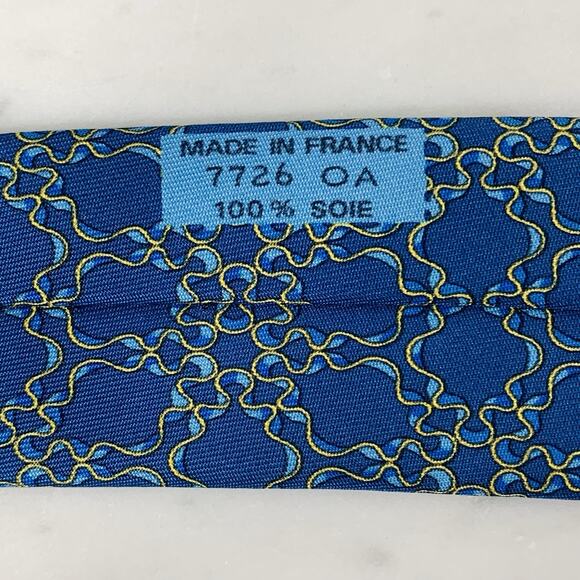 MADE IN FRANCE
7726 OA
100% SOIE